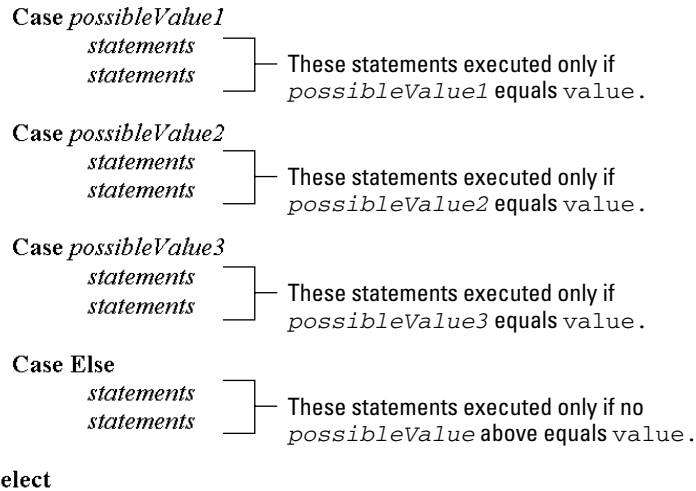 Case possibleValue1
statements
statements
These statements executed only if
possibleValue1 equals value.
Case possibleValue2
statements
statements
These statements executed only if
possibleValue2 equals value.
Case possibleValue3
statements
statements
These statements executed only if
possibleValue3 equals value.
Case Else
statements
statements
These statements executed only if no
possibleValue above equals value.
elect